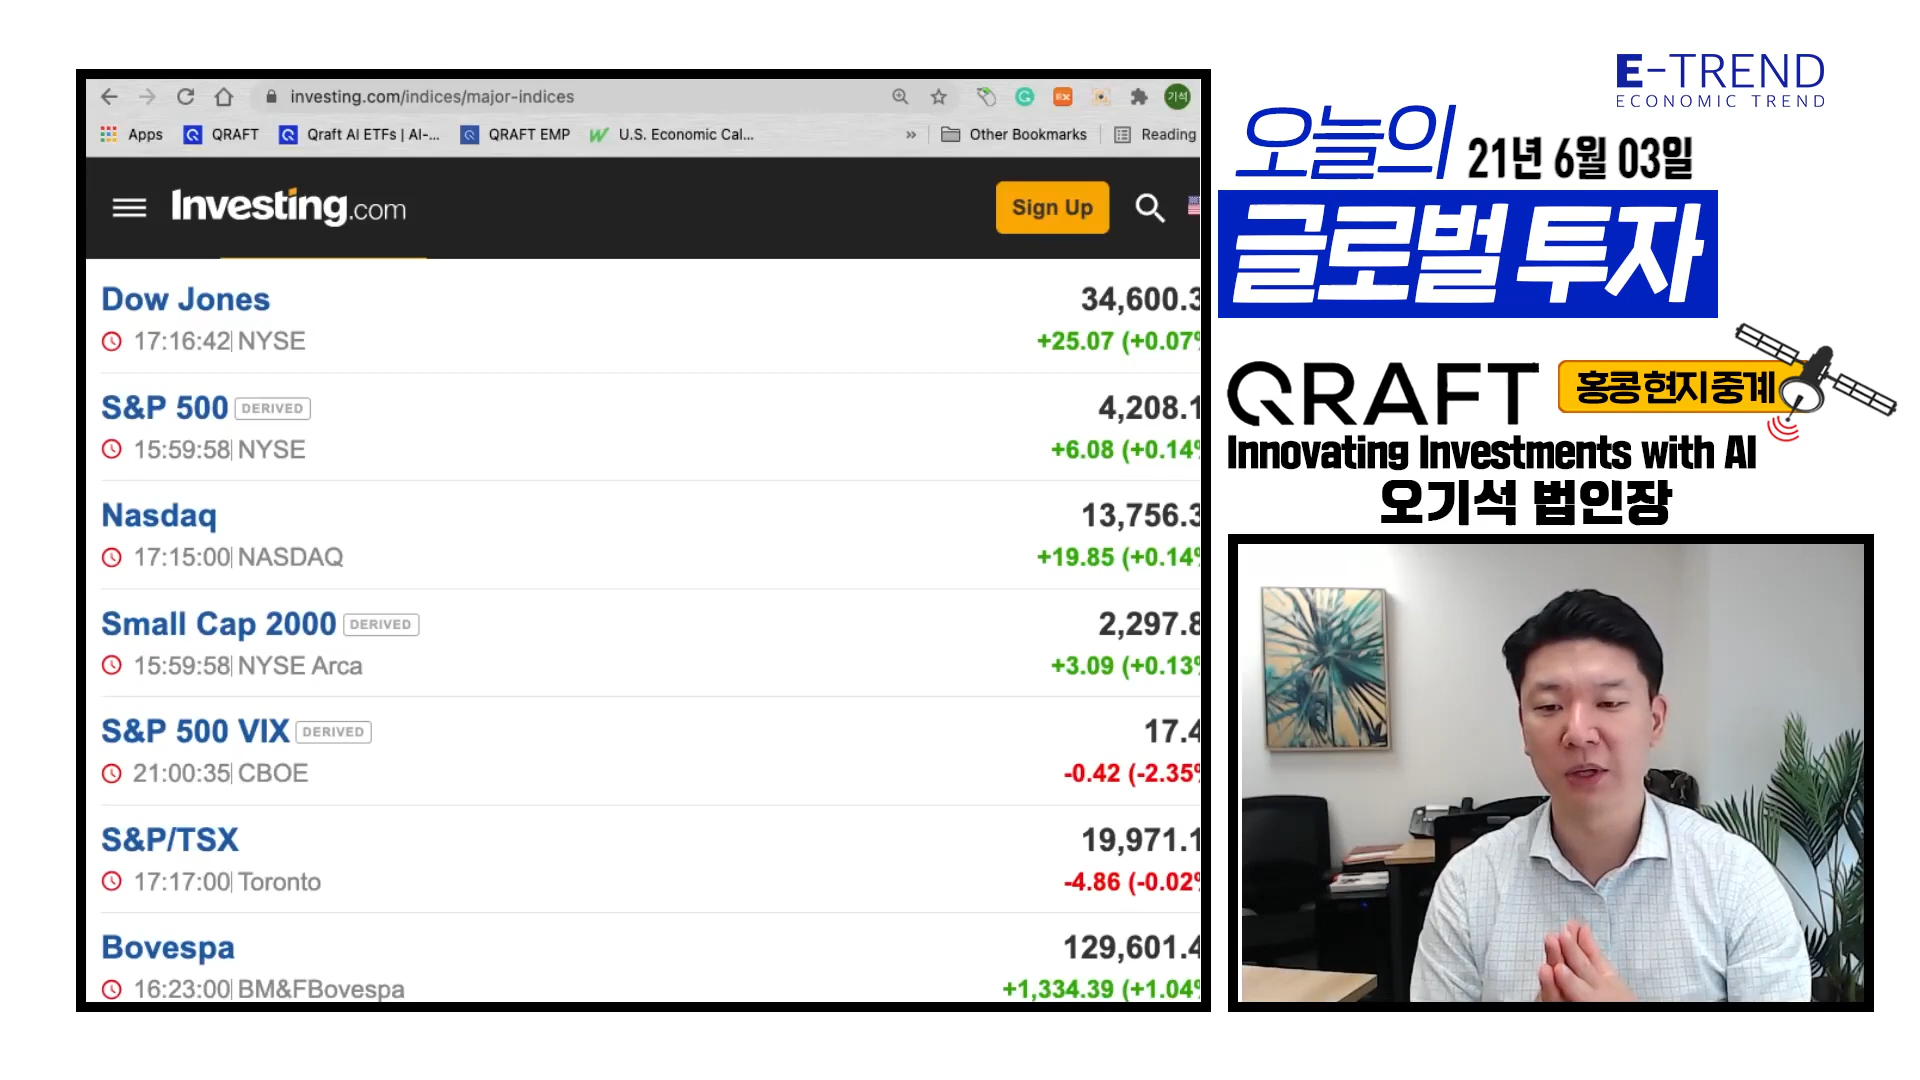 investing.com/indices/major-indices
기석
Apps
QRAFT
Qraft AI ETFs | AI-...
QRAFT EMP
U.S. Economic Cal...
»
Other Bookmarks
Reading
Investing.com
Sign Up
Dow Jones
34,600.3
17:16:42| NYSE
+25.07 (+0.07%
S&P 500 DERIVED
4,208.1
15:59:58| NYSE
+6.08 (+0.14%
Nasdaq
13,756.3
17:15:00| NASDAQ
+19.85 (+0.14%
Small Cap 2000 DERIVED
2,297.8
15:59:58| NYSE Arca
+3.09 (+0.13%
S&P 500 VIX DERIVED
17.4
21:00:35| CBOE
-0.42 (-2.35%
S&P/TSX
19,971.1
17:17:00| Toronto
-4.86 (-0.02%
Bovespa
129,601.4
16:23:00| BM&FBovespa
+1,334.39 (+1.04%
E-TREND
ECONOMIC TREND
오늘의 21년 6월 03일
글로벌 투자
QRAFT 홍콩 현지 중계
Innovating Investments with AI
오기석 법인장